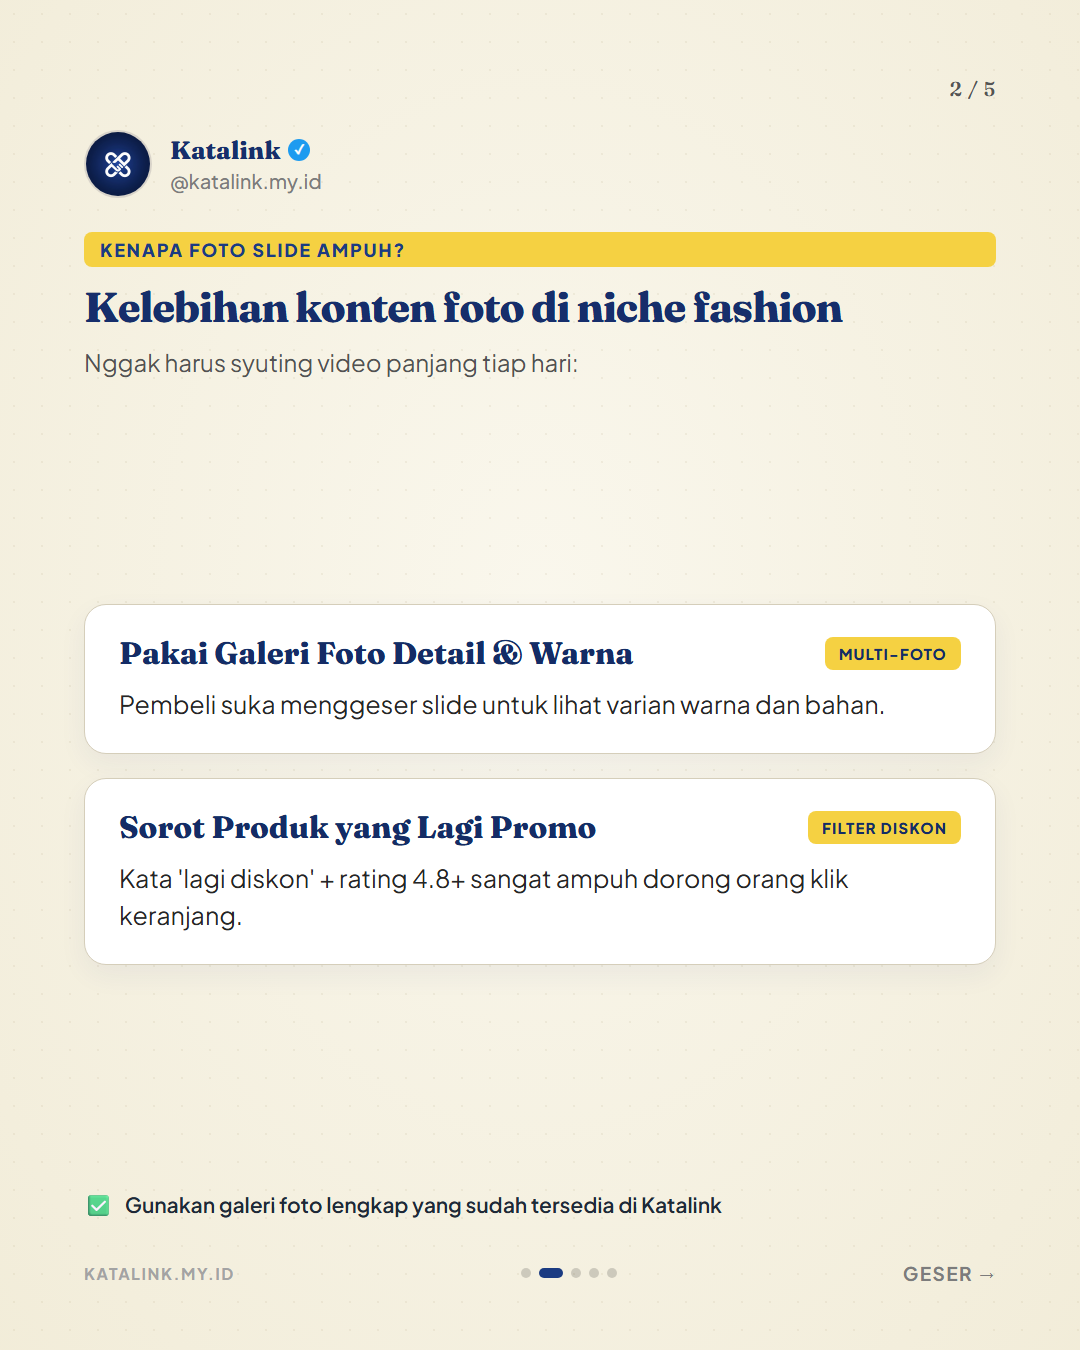 2 / 5
Katalink
@katalink.my.id
KENAPA FOTO SLIDE AMPUH?
Kelebihan konten foto di niche fashion
Nggak harus syuting video panjang tiap hari:
Pakai Galeri Foto Detail & Warna
MULTI-FOTO
Pembeli suka menggeser slide untuk lihat varian warna dan bahan.
Sorot Produk yang Lagi Promo
FILTER DISKON
Kata 'lagi diskon' + rating 4.8+ sangat ampuh dorong orang klik
keranjang.
✅ Gunakan galeri foto lengkap yang sudah tersedia di Katalink
KATALINK.MY.ID
GESER →